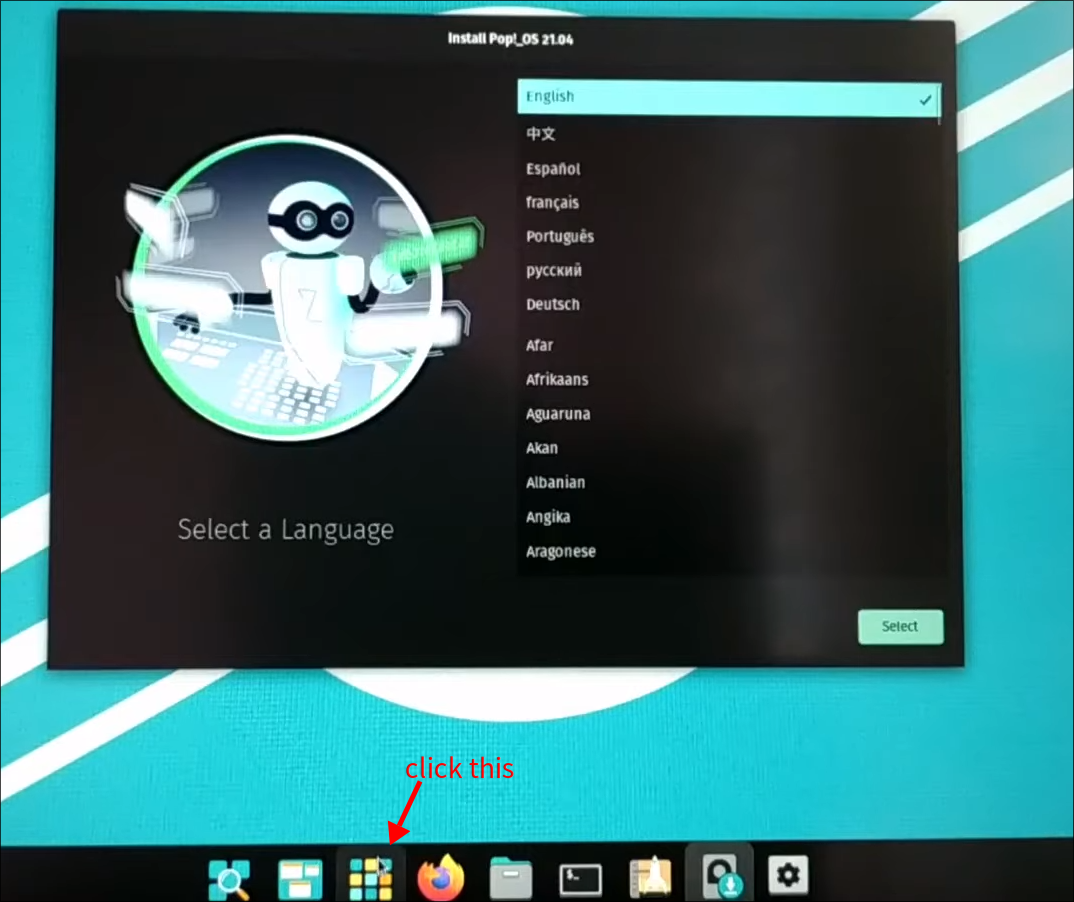 Install Pop!_OS 21.04
English
中文
Español
français
Português
русский
Deutsch
Afar
Afrikaans
Aguaruna
Akan
Albanian
Angika
Aragonese
Select a Language
Select
click this
$_